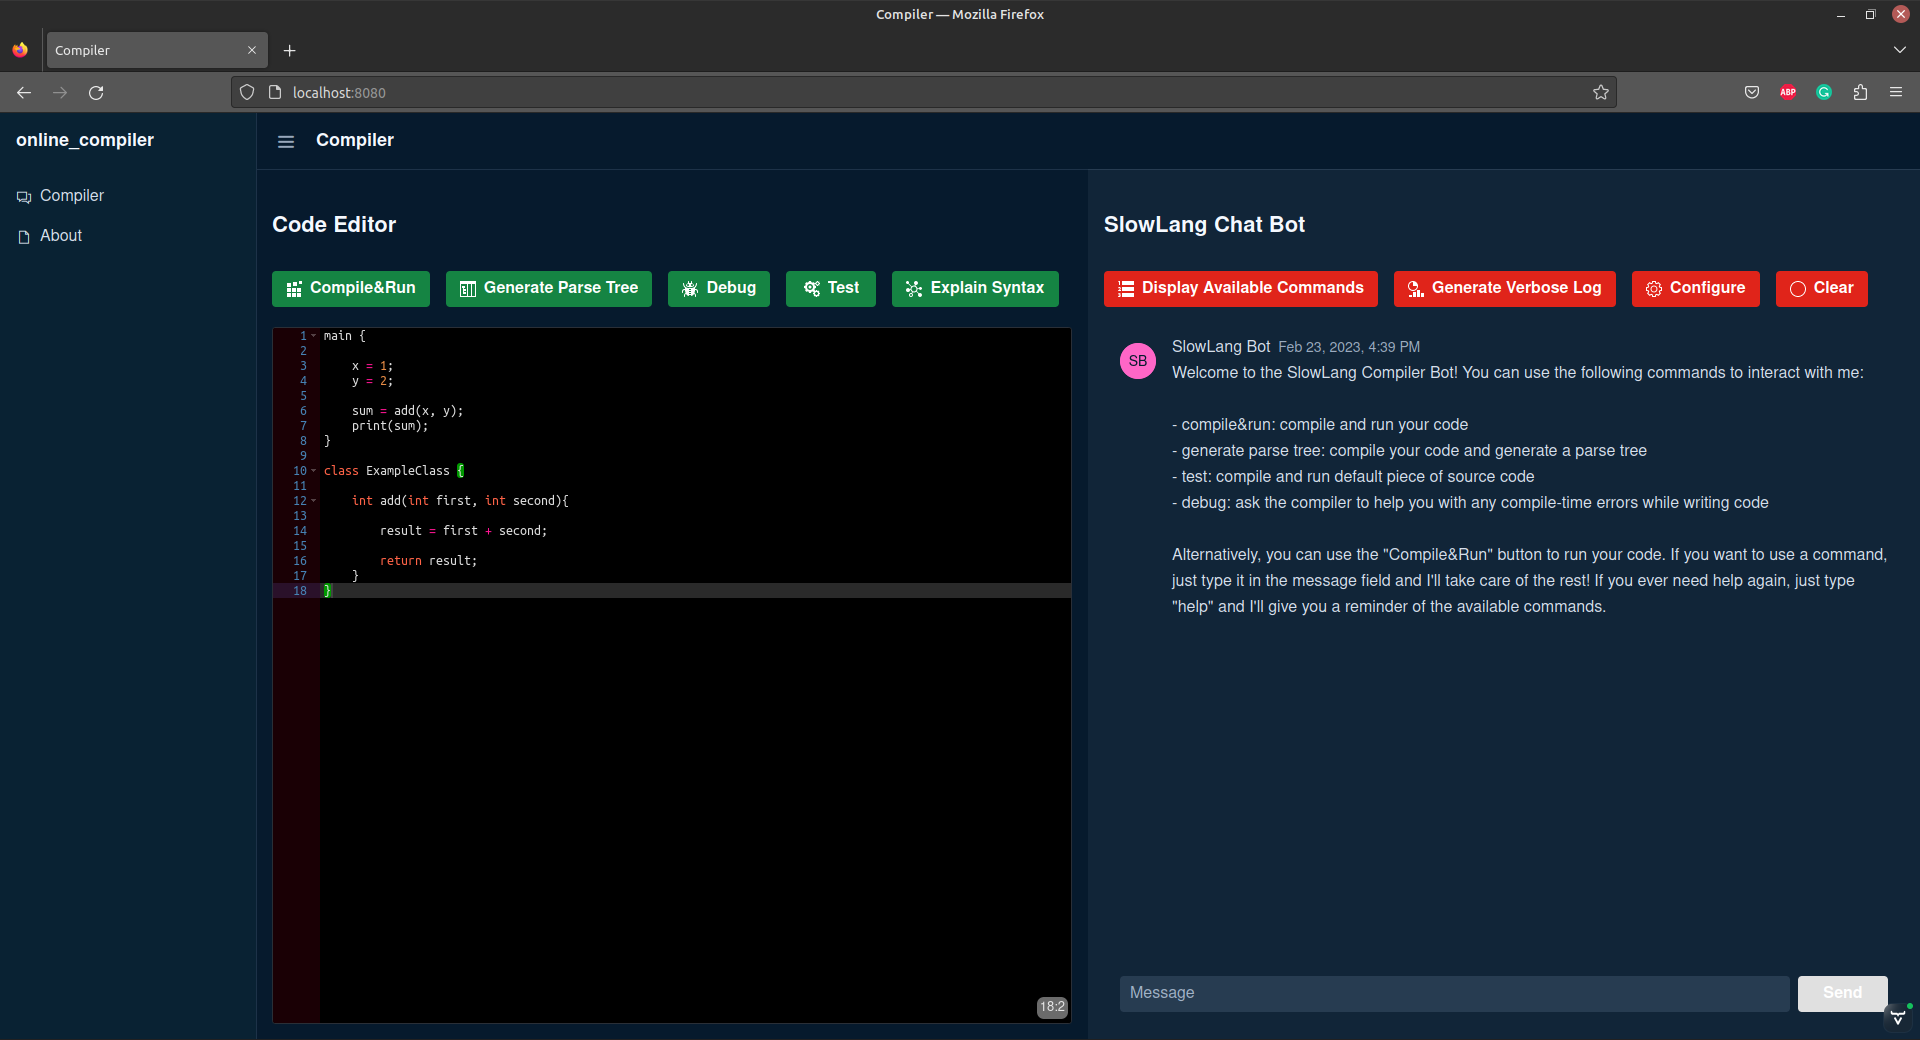 Compiler — Mozilla Firefox
Compiler
localhost:8080
ABP
online_compiler
Compiler
Compiler
About
Code Editor
Compile&Run Generate Parse Tree Debug Test Explain Syntax
1 main {
2
3     x = 1;
4     y = 2;
5
6     sum = add(x, y);
7     print(sum);
8 }
9
10 class ExampleClass {
11
12     int add(int first, int second){
13
14         result = first + second;
15
16         return result;
17     }
18 }
18:2
SlowLang Chat Bot
Display Available Commands Generate Verbose Log Configure Clear
SB
SlowLang Bot Feb 23, 2023, 4:39 PM
Welcome to the SlowLang Compiler Bot! You can use the following commands to interact with me:
- compile&run: compile and run your code
- generate parse tree: compile your code and generate a parse tree
- test: compile and run default piece of source code
- debug: ask the compiler to help you with any compile-time errors while writing code
Alternatively, you can use the "Compile&Run" button to run your code. If you want to use a command,
just type it in the message field and I'll take care of the rest! If you ever need help again, just type
"help" and I'll give you a reminder of the available commands.
Message
Send